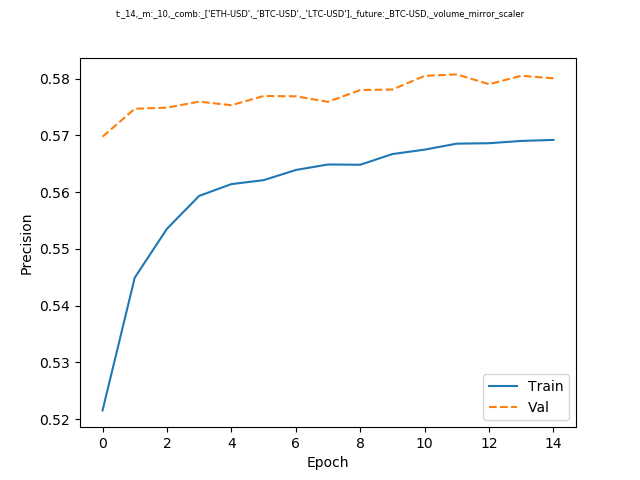 t:_14,_m:_10,_comb:_['ETH-USD',_'BTC-USD',_'LTC-USD'],_future:_BTC-USD,_volume_mirror_scaler
0.58
0.57
0.56
0.55
0.54
0.53
0.52
Precision
Train
Val
0 2 4 6 8 10 12 14
Epoch